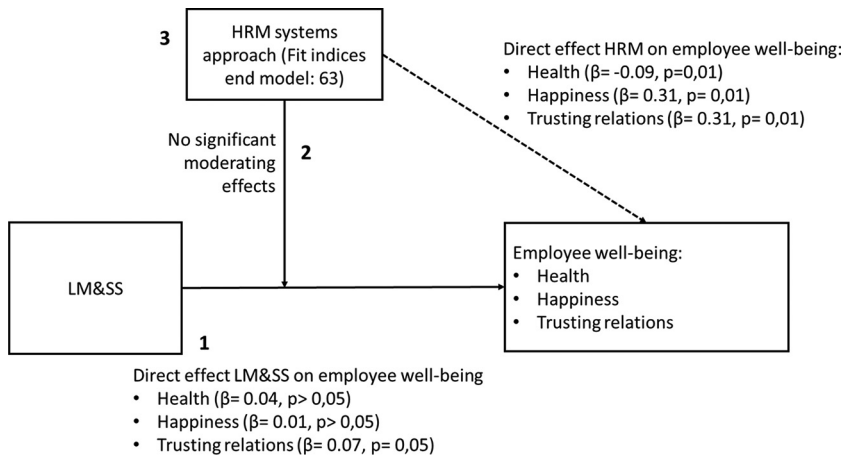 3
HRM systems
approach (Fit indices
end model: 63)
Direct effect HRM on employee well-being:
• Health (β= -0.09, p=0,01)
• Happiness (β= 0.31, p= 0,01)
• Trusting relations (β= 0.31, p= 0,01)
No significant
moderating
effects
2
LM&SS
Employee well-being:
• Health
• Happiness
• Trusting relations
1
Direct effect LM&SS on employee well-being
• Health (β= 0.04, p> 0,05)
• Happiness (β= 0.01, p> 0,05)
• Trusting relations (β= 0.07, p= 0,05)